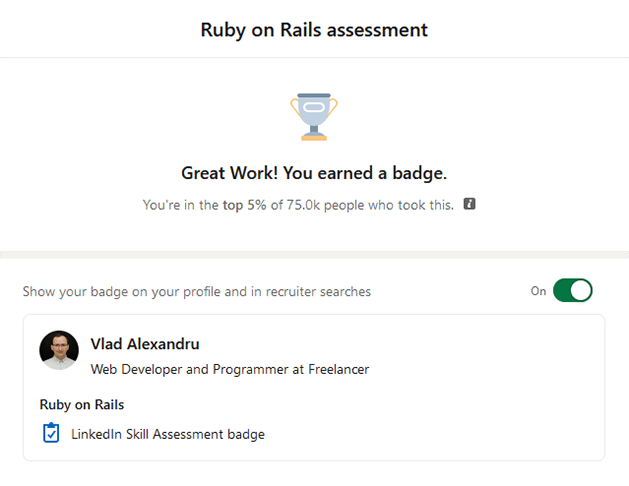 Ruby on Rails assessment
Great Work! You earned a badge.
You're in the top 5% of 75.0k people who took this.
Show your badge on your profile and in recruiter searches
On
Vlad Alexandru
Web Developer and Programmer at Freelancer
Ruby on Rails
LinkedIn Skill Assessment badge